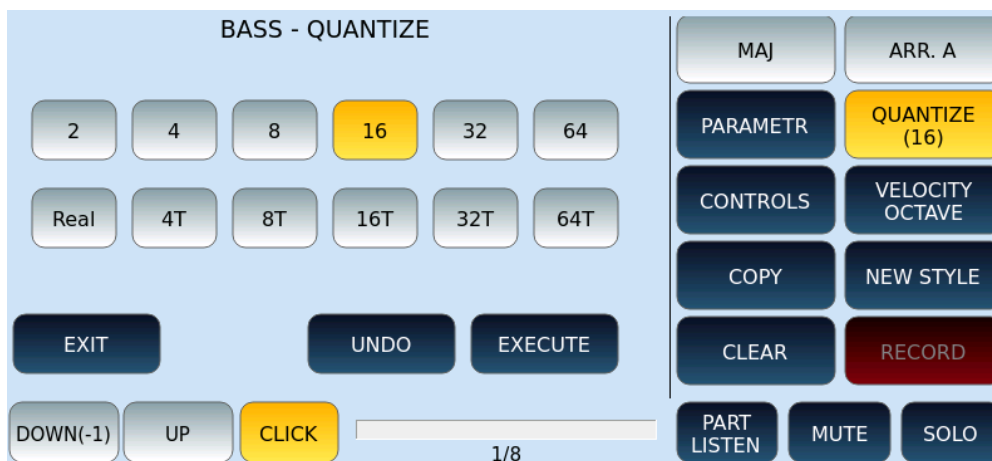 BASS - QUANTIZE
2 4 8 16 32 64
Real 4T 8T 16T 32T 64T
EXIT UNDO EXECUTE
DOWN(-1) UP CLICK
1/8
MAJ ARR. A
PARAMETR QUANTIZE
(16)
CONTROLS VELOCITY
OCTAVE
COPY NEW STYLE
CLEAR RECORD
PART
LISTEN MUTE SOLO